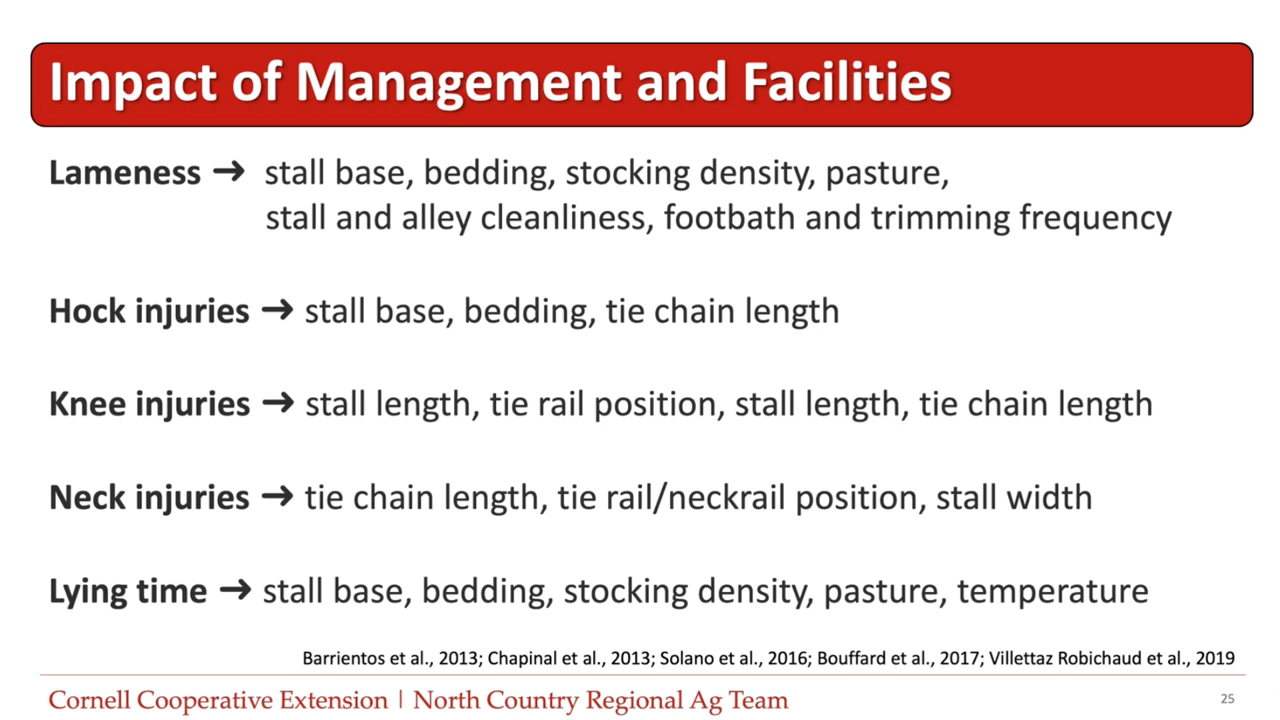 Impact of Management and Facilities
Lameness → stall base, bedding, stocking density, pasture,
stall and alley cleanliness, footbath and trimming frequency
Hock injuries → stall base, bedding, tie chain length
Knee injuries → stall length, tie rail position, stall length, tie chain length
Neck injuries → tie chain length, tie rail/neckrail position, stall width
Lying time → stall base, bedding, stocking density, pasture, temperature
Barrientos et al., 2013; Chapinal et al., 2013; Solano et al., 2016; Bouffard et al., 2017; Villettaz Robichaud et al., 2019
Cornell Cooperative Extension | North Country Regional Ag Team
25